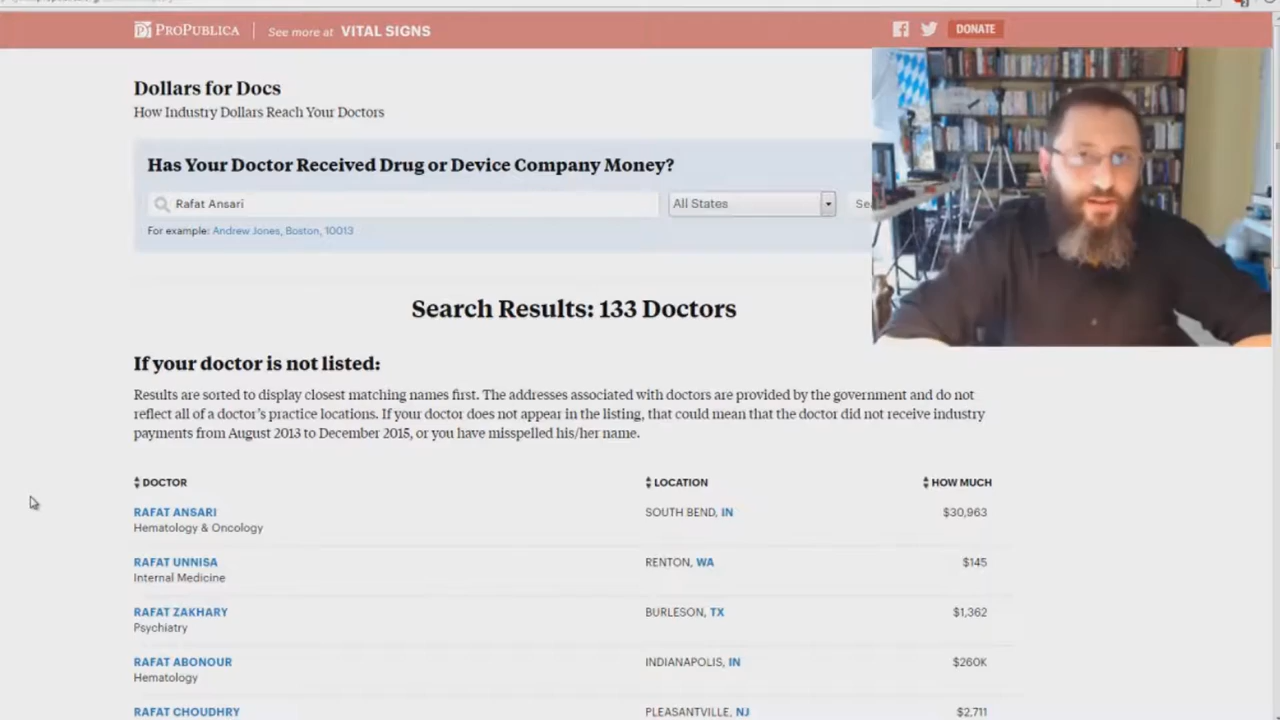 PROPUBLICA
See more at VITAL SIGNS
DONATE
Dollars for Docs
How Industry Dollars Reach Your Doctors
Has Your Doctor Received Drug or Device Company Money?
Rafat Ansari
All States
For example: Andrew Jones, Boston, 10013
Search Results: 133 Doctors
If your doctor is not listed:
Results are sorted to display closest matching names first. The addresses associated with doctors are provided by the government and do not
reflect all of a doctor's practice locations. If your doctor does not appear in the listing, that could mean that the doctor did not receive industry
payments from August 2013 to December 2015, or you have misspelled his/her name.
DOCTOR LOCATION HOW MUCH
RAFAT ANSARI SOUTH BEND, IN $30,963
Hematology & Oncology
RAFAT UNNISA RENTON, WA $145
Internal Medicine
RAFAT ZAKHARY BURLESON, TX $1,362
Psychiatry
RAFAT ABONOUR INDIANAPOLIS, IN $260K
Hematology
RAFAT CHOUDHRY PLEASANTVILLE, NJ $2,711